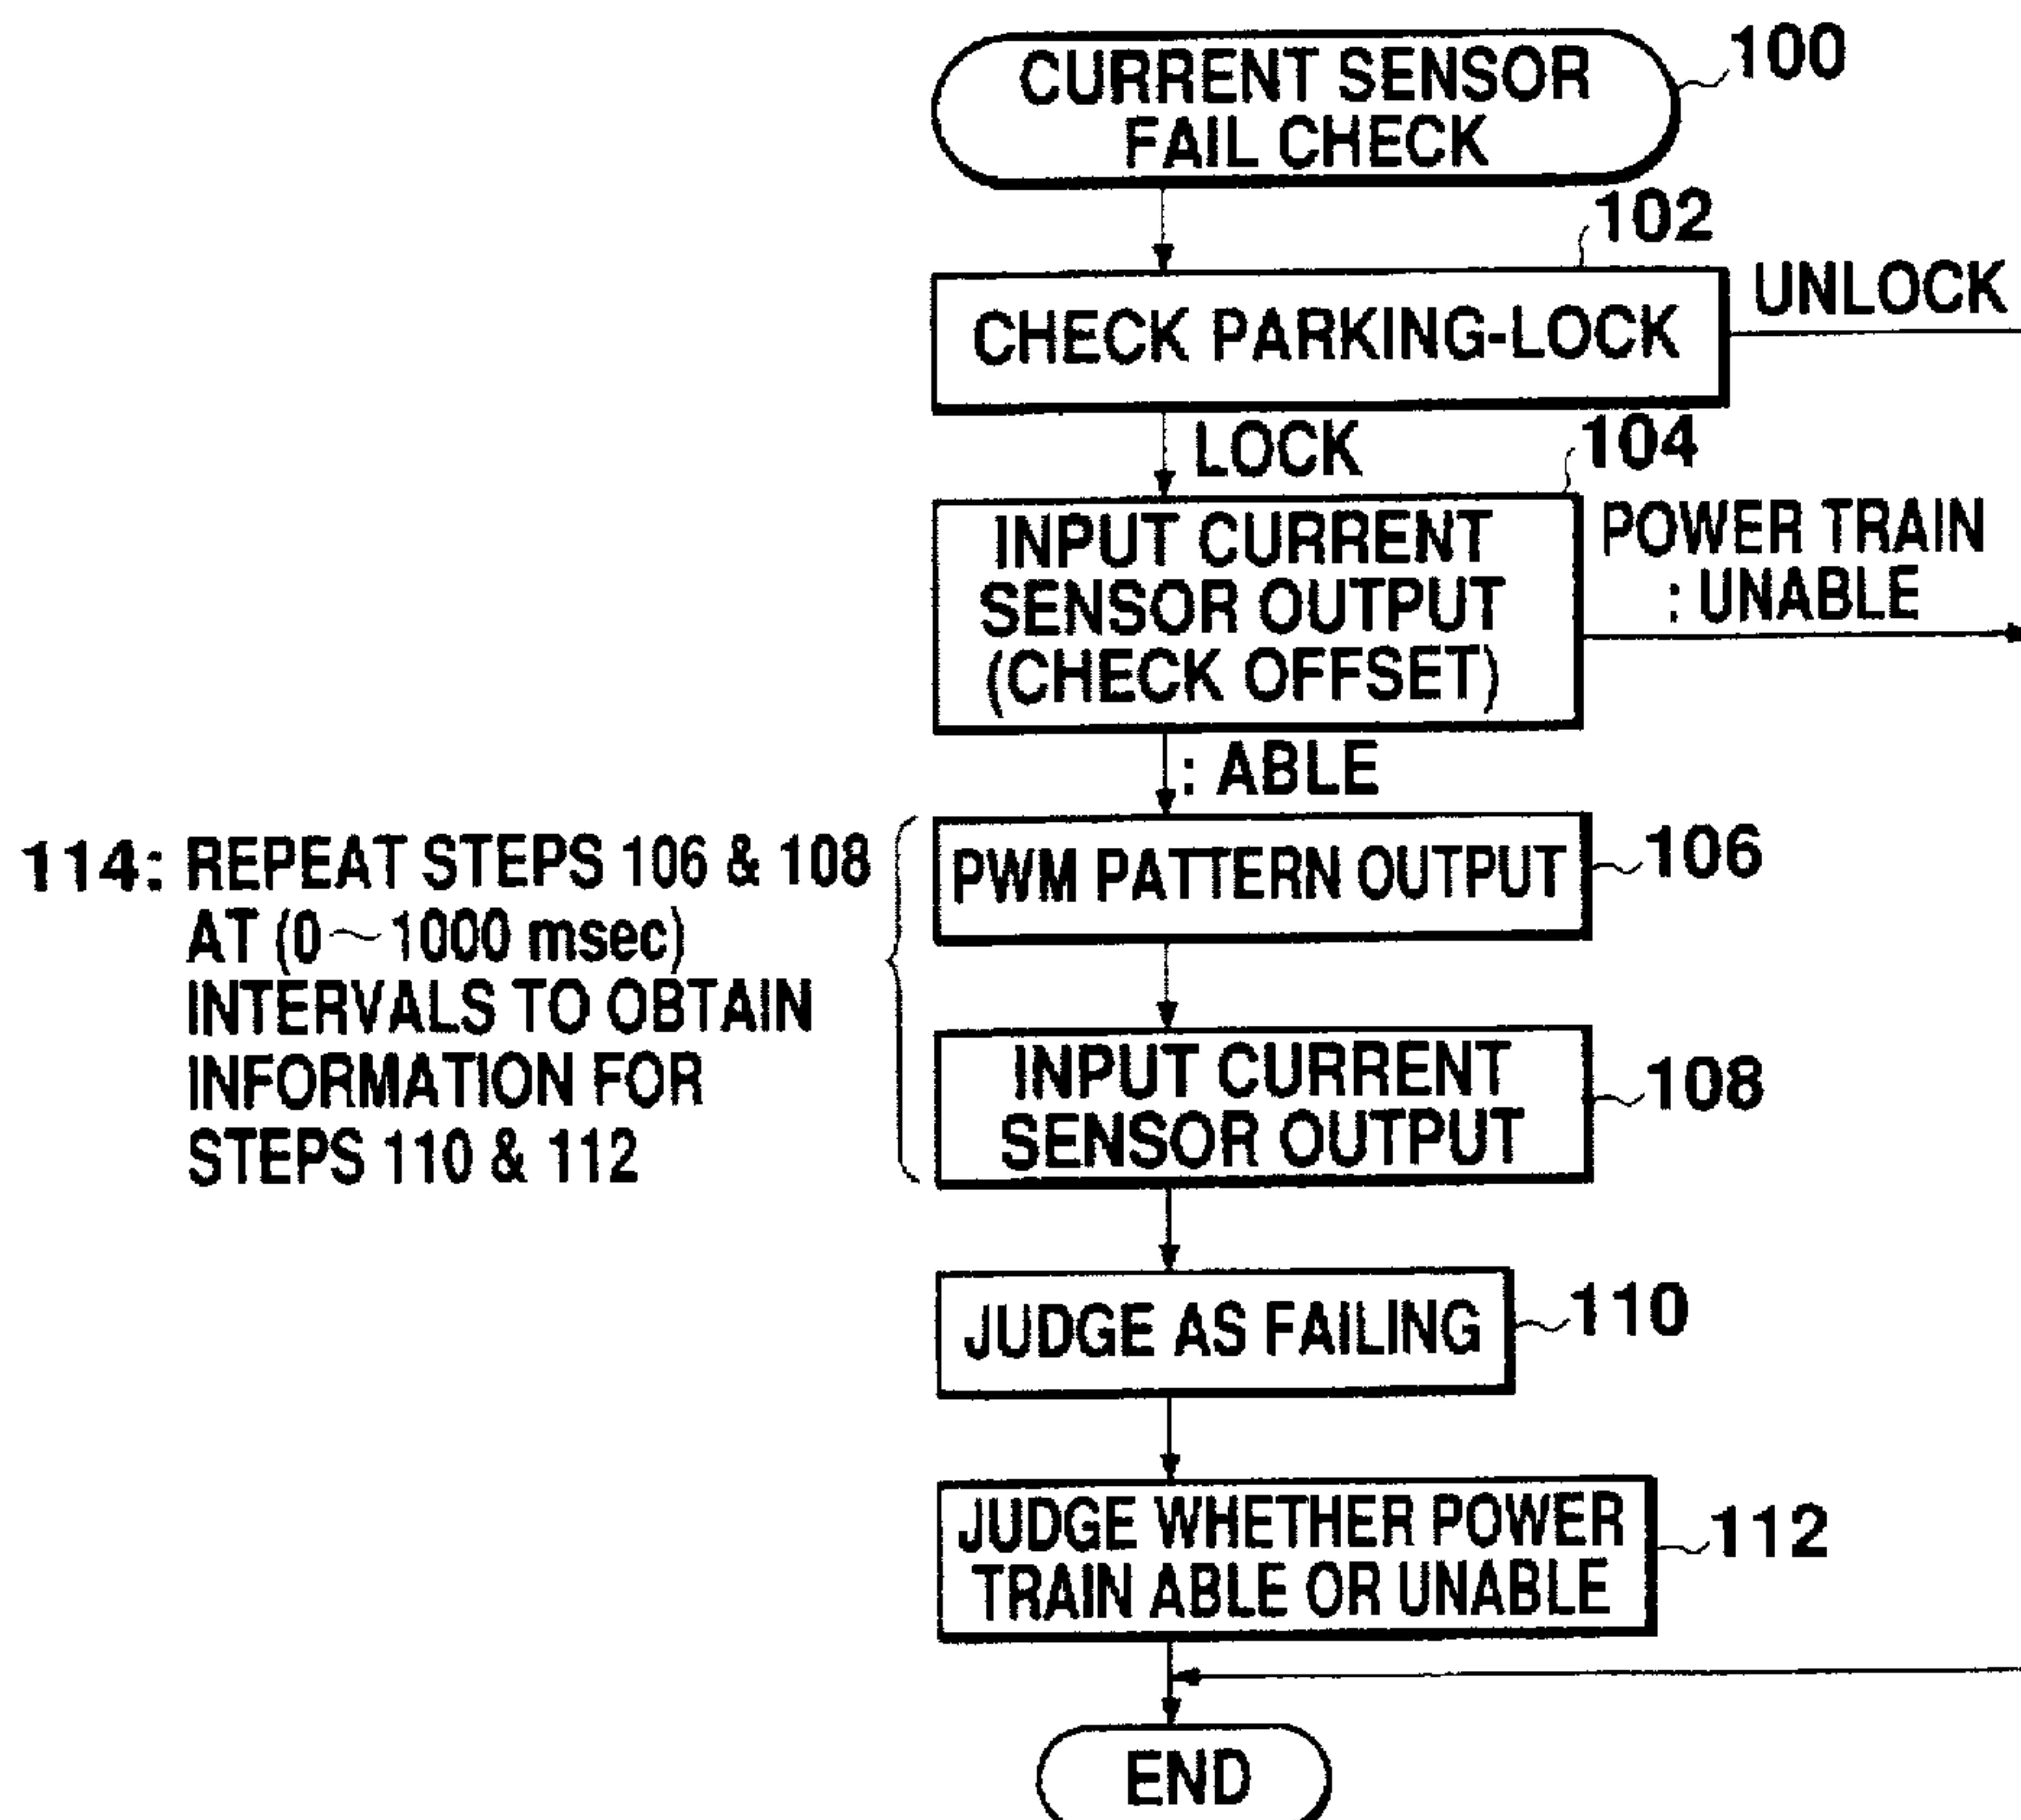 CURRENT SENSOR
FAIL CHECK
100
102
CHECK PARKING-LOCK
UNLOCK
LOCK
104
INPUT CURRENT
SENSOR OUTPUT
(CHECK OFFSET)
POWER TRAIN
: UNABLE
: ABLE
114: REPEAT STEPS 106 & 108
AT (0~1000 msec)
INTERVALS TO OBTAIN
INFORMATION FOR
STEPS 110 & 112
PWM PATTERN OUTPUT
106
INPUT CURRENT
SENSOR OUTPUT
108
JUDGE AS FAILING
110
JUDGE WHETHER POWER
TRAIN ABLE OR UNABLE
112
END